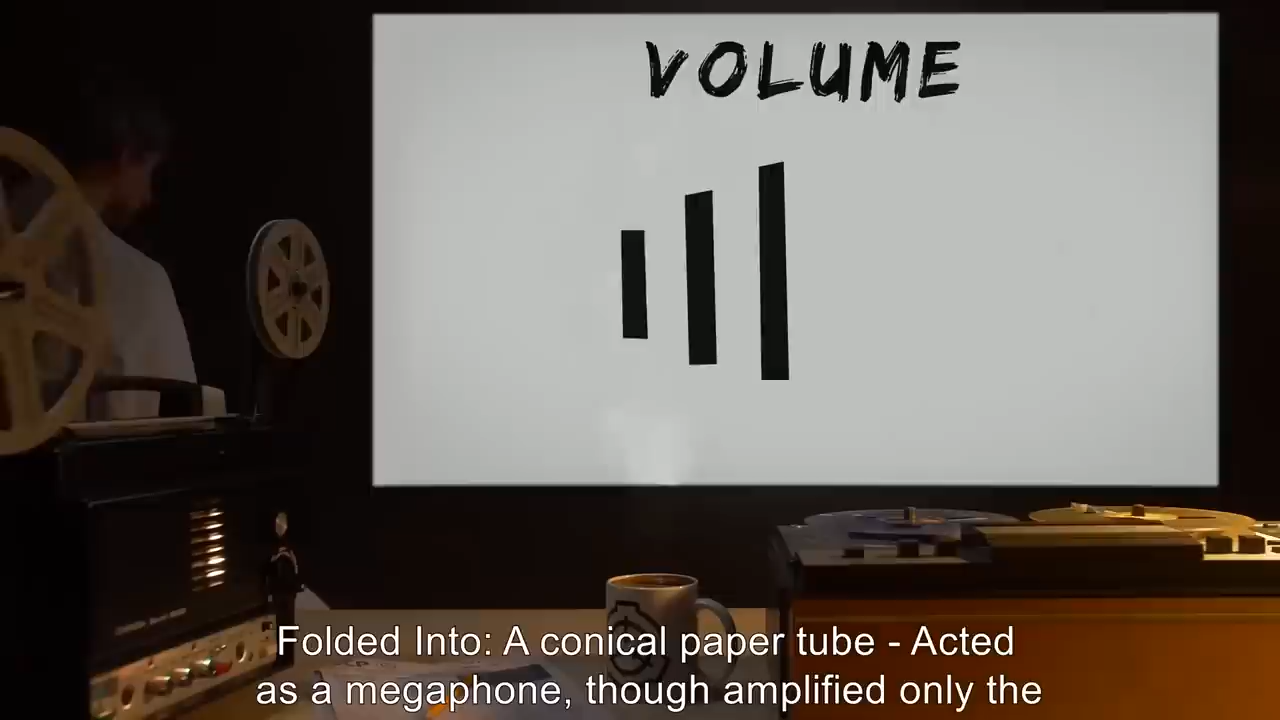 VOLUME
Folded Into: A conical paper tube - Acted
as a megaphone, though amplified only the